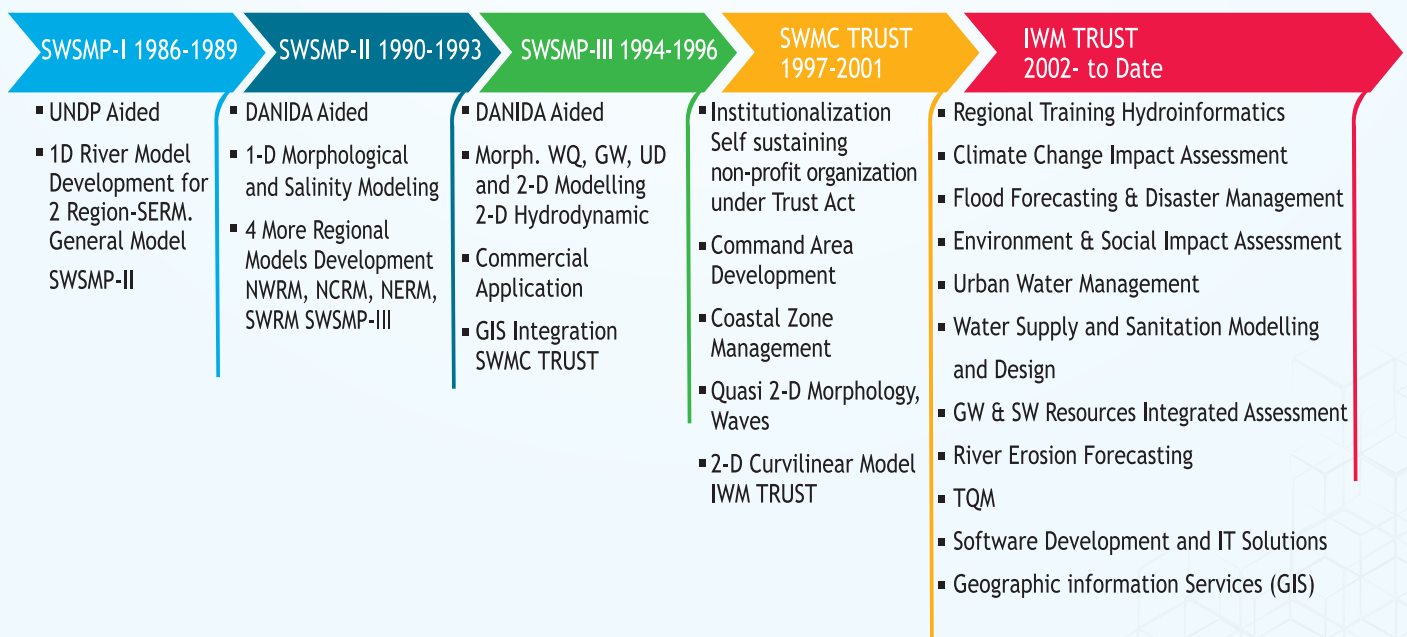 SWSMP-I 1986-1989
▪ UNDP Aided
▪ 1D River Model
Development for
2 Region-SERM.
General Model
SWSMP-II
SWSMP-II 1990-1993
▪ DANIDA Aided
▪ 1-D Morphological
and Salinity Modeling
▪ 4 More Regional
Models Development
NWRM, NCRM, NERM,
SWRM SWSMP-III
SWSMP-III 1994-1996
▪ DANIDA Aided
▪ Morph. WQ, GW, UD
and 2-D Modelling
2-D Hydrodynamic
▪ Commercial
Application
▪ GIS Integration
SWMC TRUST
SWMC TRUST
1997-2001
▪ Institutionalization
Self sustaining
non-profit organization
under Trust Act
▪ Command Area
Development
▪ Coastal Zone
Management
▪ Quasi 2-D Morphology,
Waves
▪ 2-D Curvilinear Model
IWM TRUST
IWM TRUST
2002- to Date
▪ Regional Training Hydroinformatics
▪ Climate Change Impact Assessment
▪ Flood Forecasting & Disaster Management
▪ Environment & Social Impact Assessment
▪ Urban Water Management
▪ Water Supply and Sanitation Modelling
and Design
▪ GW & SW Resources Integrated Assessment
▪ River Erosion Forecasting
▪ TQM
▪ Software Development and IT Solutions
▪ Geographic information Services (GIS)